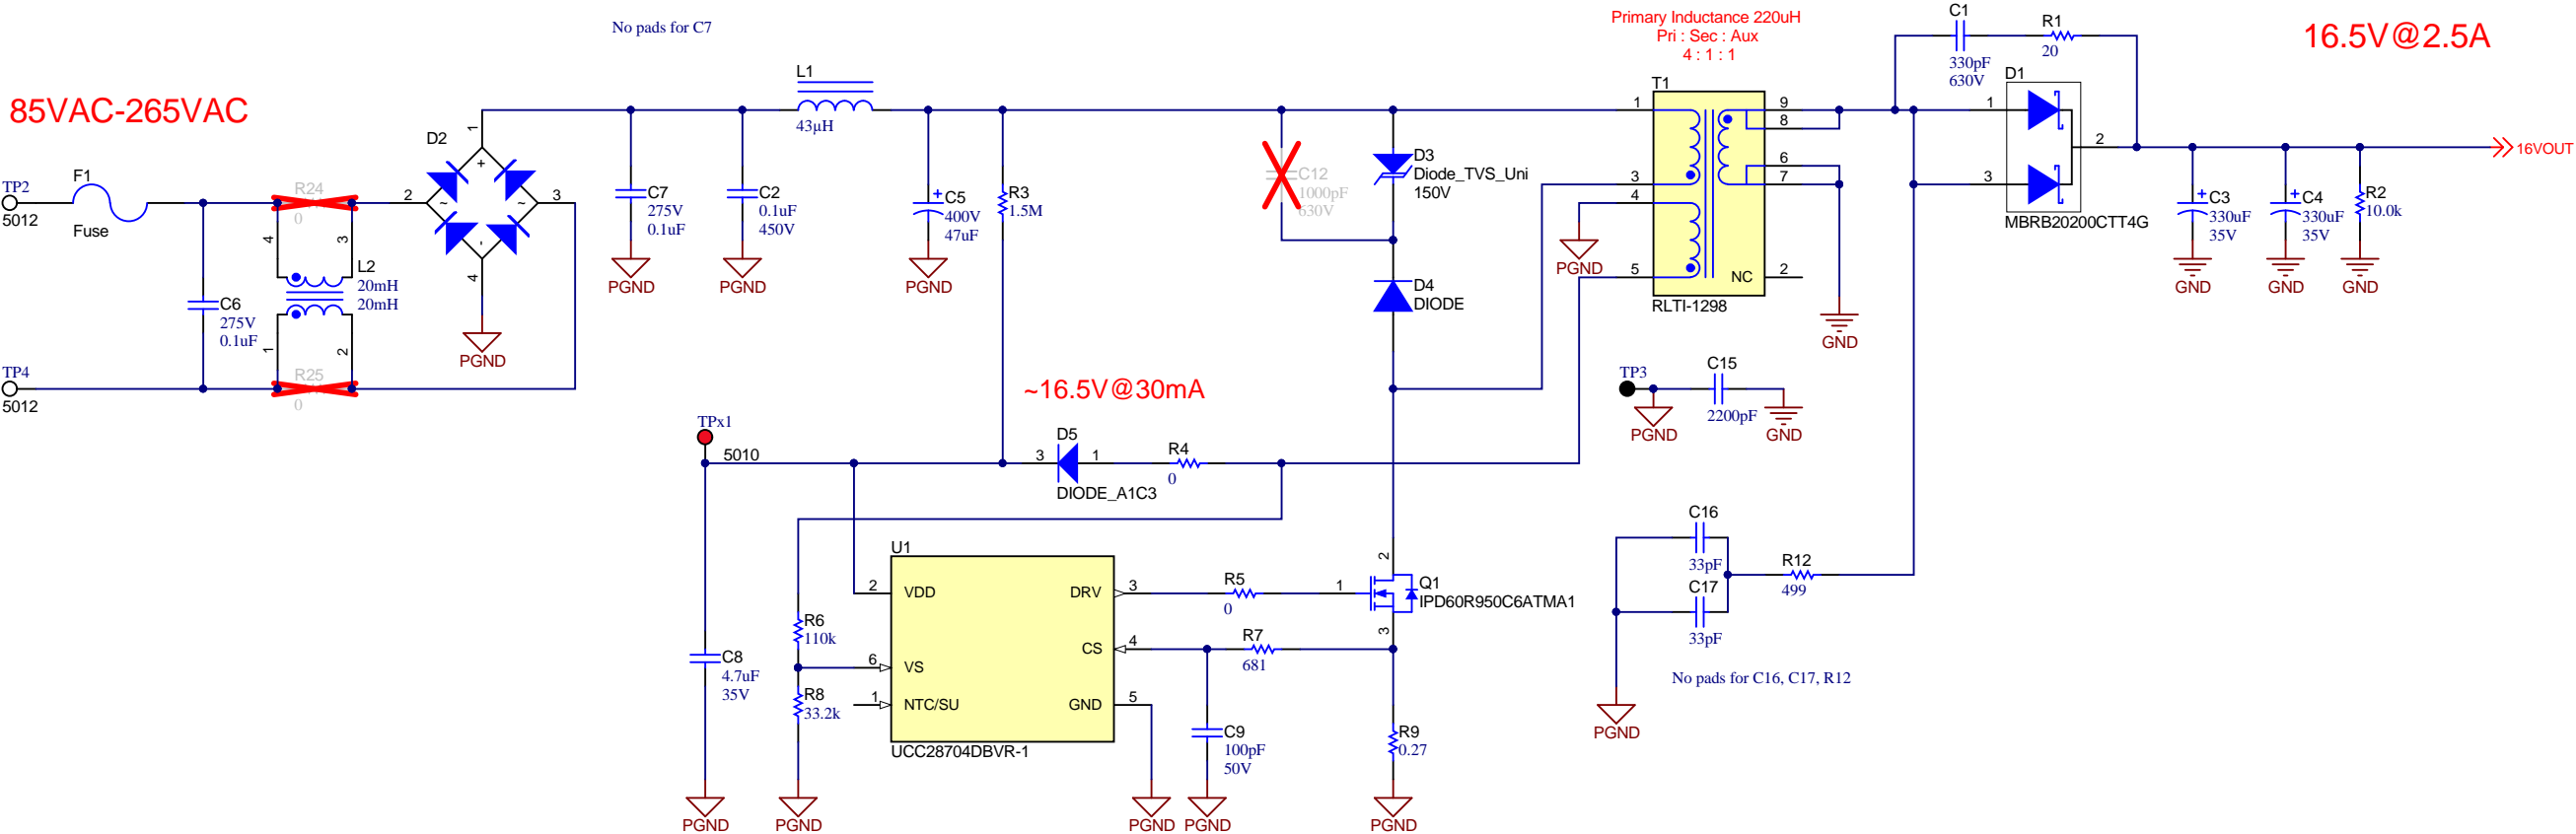 No pads for C7
Primary Inductance 220uH
Pri : Sec : Aux
4 : 1 : 1
16.5V@2.5A
85VAC-265VAC
C1
330pF
630V
R1
20
D1
1
3
2
MBRB20200CTT4G
16VOUT
TP2
5012
F1
Fuse
R24
0
4
3
L2
20mH
20mH
1
2
R25
0
C6
275V
0.1uF
TP4
5012
D2
1
2
3
4
+
~
~
-
PGND
C7
275V
0.1uF
PGND
C2
0.1uF
450V
PGND
L1
43µH
C5
+
400V
47uF
PGND
R3
1.5M
C12
1000pF
630V
D3
Diode_TVS_Uni
150V
D4
DIODE
T1
1
3
4
5
9
8
6
7
2
NC
RLTI-1298
PGND
GND
C3
+
330uF
35V
GND
C4
+
330uF
35V
GND
R2
10.0k
GND
TP3
PGND
C15
2200pF
GND
~16.5V@30mA
TPx1
5010
D5
3
1
DIODE_A1C3
R4
0
U1
2
VDD
6
VS
1
NTC/SU
DRV
3
CS
4
GND
5
UCC28704DBVR-1
R5
0
1
2
3
Q1
IPD60R950C6ATMA1
R6
110k
R8
33.2k
PGND
C8
4.7uF
35V
PGND
R7
681
C9
100pF
50V
PGND
PGND
R9
0.27
PGND
C16
33pF
C17
33pF
R12
499
No pads for C16, C17, R12
PGND